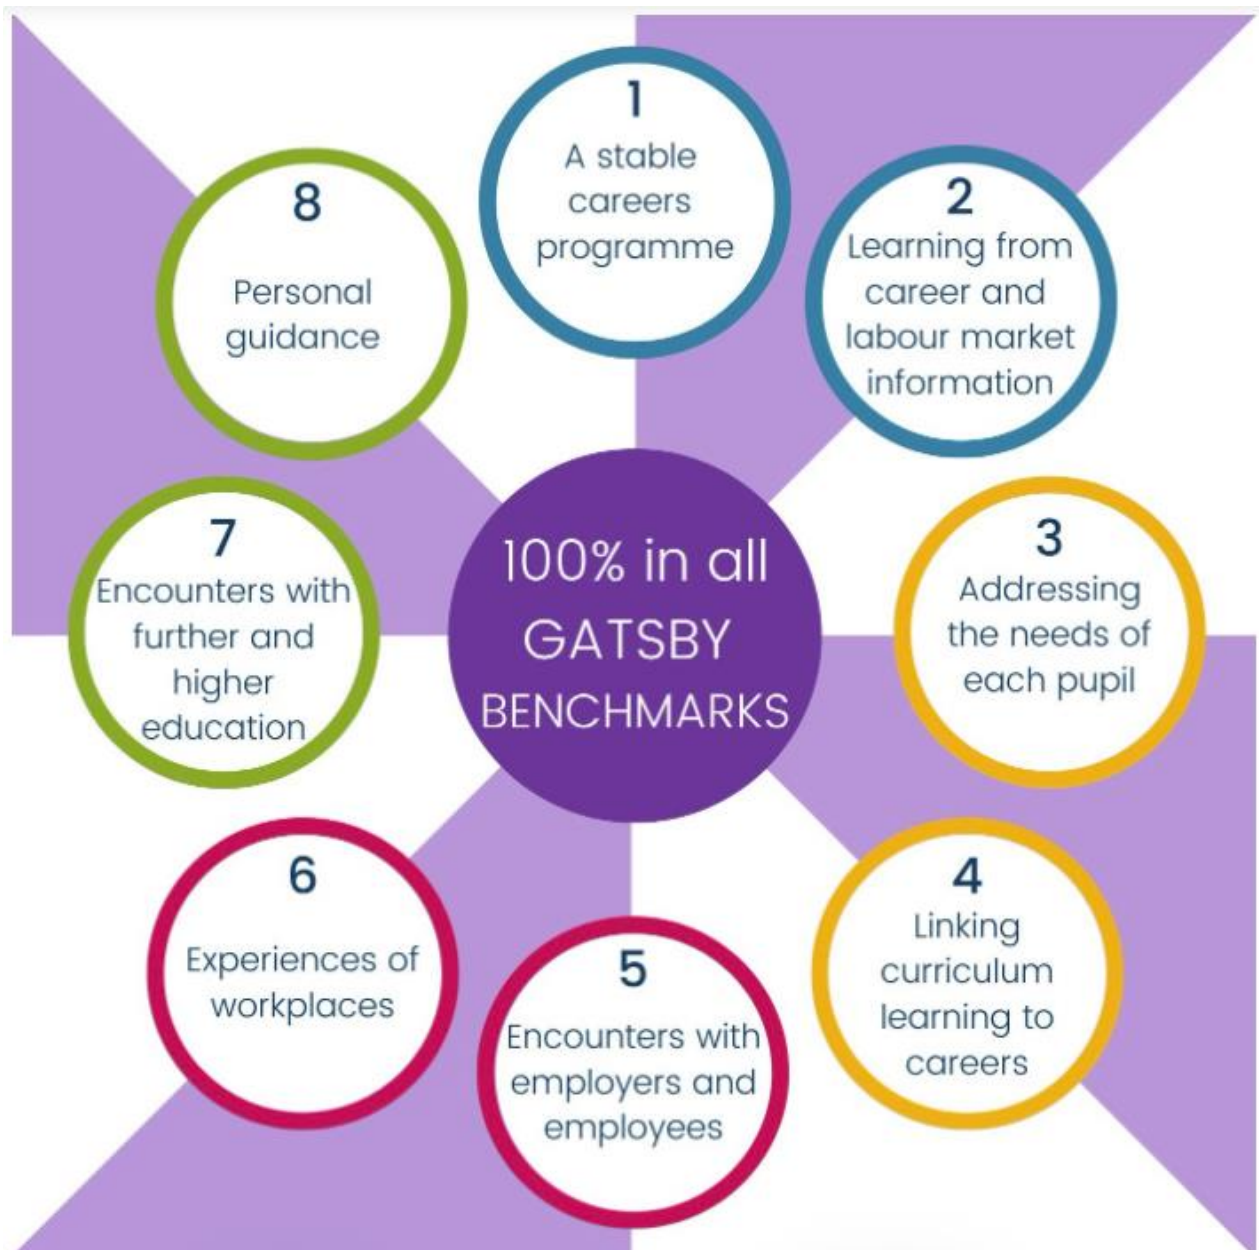 1
A stable
careers
programme
2
Learning from
career and
labour market
information
3
Addressing
the needs of
each pupil
4
Linking
curriculum
learning to
careers
5
Encounters with
employers and
employees
6
Experiences of
workplaces
7
Encounters with
further and
higher
education
8
Personal
guidance
100% in all
GATSBY
BENCHMARKS